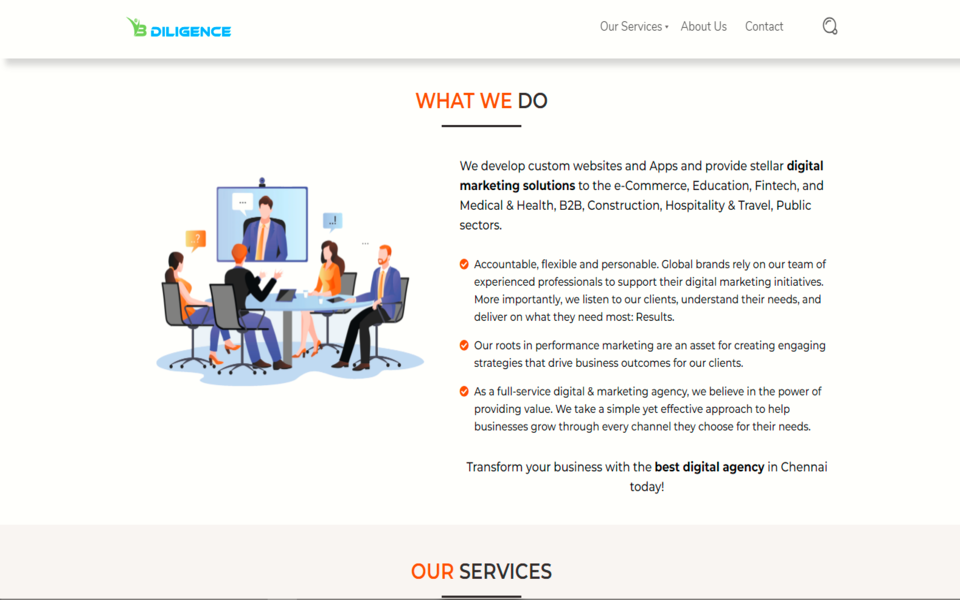 B DILIGENCE
Our Services
About Us
Contact
WHAT WE DO
We develop custom websites and Apps and provide stellar digital
marketing solutions to the e-Commerce, Education, Fintech, and
Medical & Health, B2B, Construction, Hospitality & Travel, Public
sectors.
...
..!
..?
...
Accountable, flexible and personable. Global brands rely on our team of
experienced professionals to support their digital marketing initiatives.
More importantly, we listen to our clients, understand their needs, and
deliver on what they need most: Results.
Our roots in performance marketing are an asset for creating engaging
strategies that drive business outcomes for our clients.
As a full-service digital & marketing agency, we believe in the power of
providing value. We take a simple yet effective approach to help
businesses grow through every channel they choose for their needs.
Transform your business with the best digital agency in Chennai
today!
OUR SERVICES